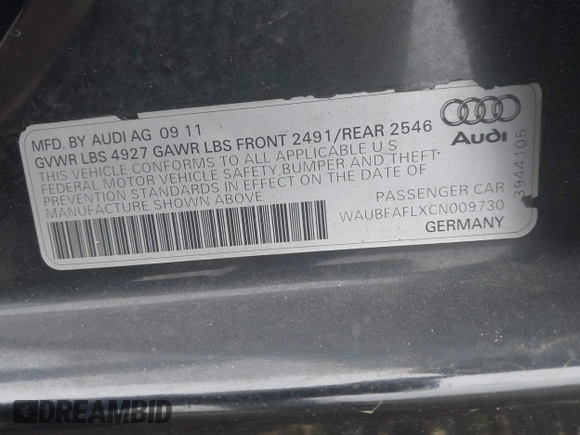 MFD. BY AUDI AG 09 11
GVWR LBS 4927 GAWR LBS FRONT 2491/REAR 2546
THIS VEHICLE CONFORMS TO ALL APPLICABLE U.S
FEDERAL MOTOR VEHICLE SAFETY,BUMPER AND THEFT-
PREVENTION STANDARDS IN EFFECT ON THE DATE OF
MANUFACTURE SHOWN ABOVE
Audi
3944105
PASSENGER CAR
WAUBFAFLXCN009730
GERMANY
DREAMBID